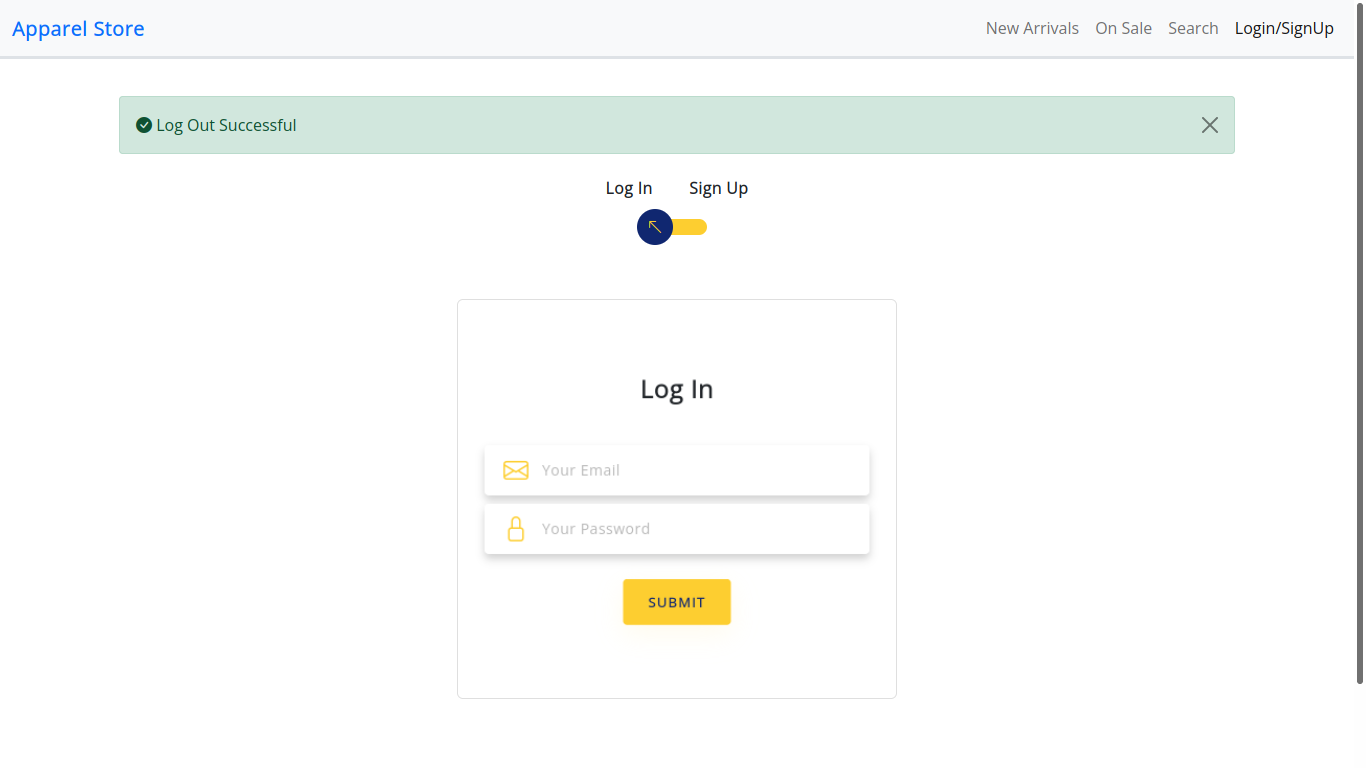 Apparel Store New Arrivals On Sale Search Login/SignUp
Log Out Successful
Log In Sign Up
Log In
Your Email
Your Password
SUBMIT